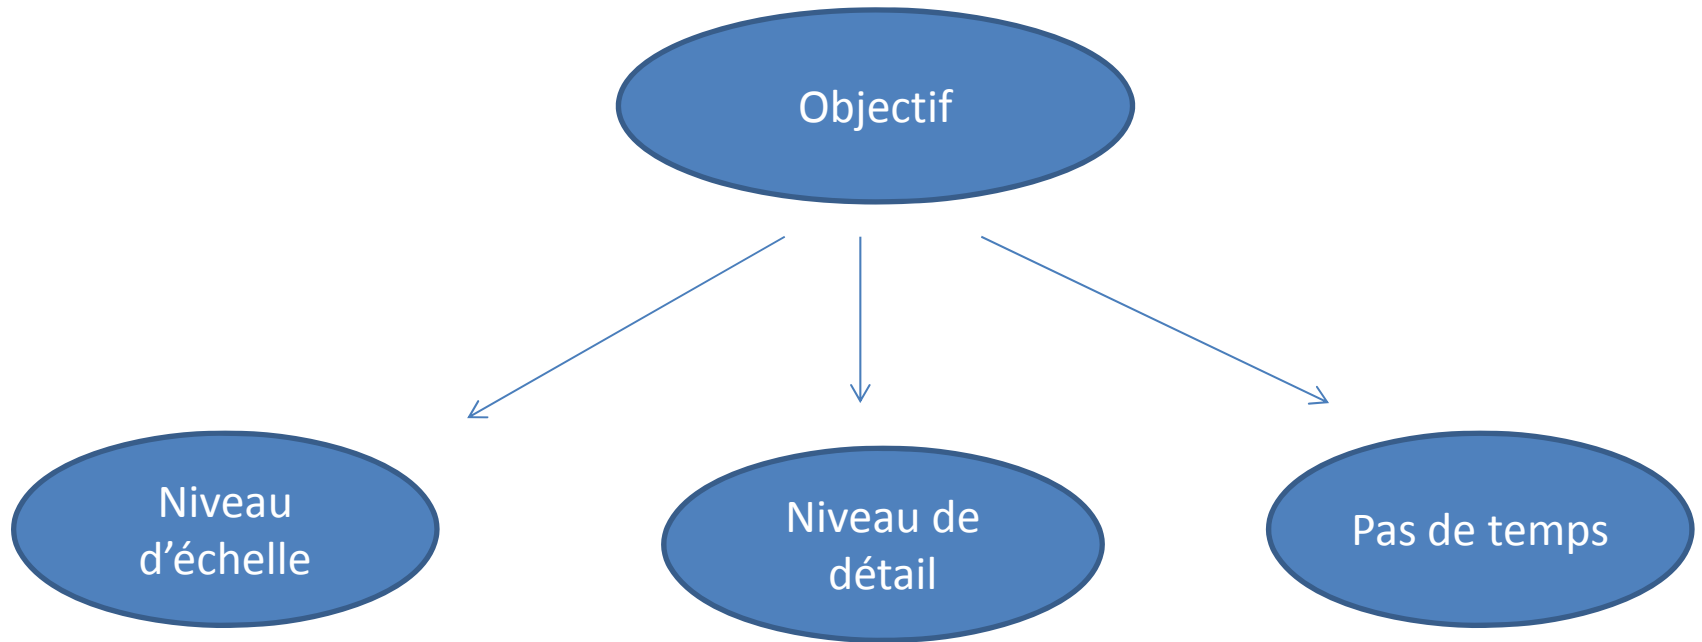 Objectif
Niveau
d’échelle
Niveau de
détail
Pas de temps